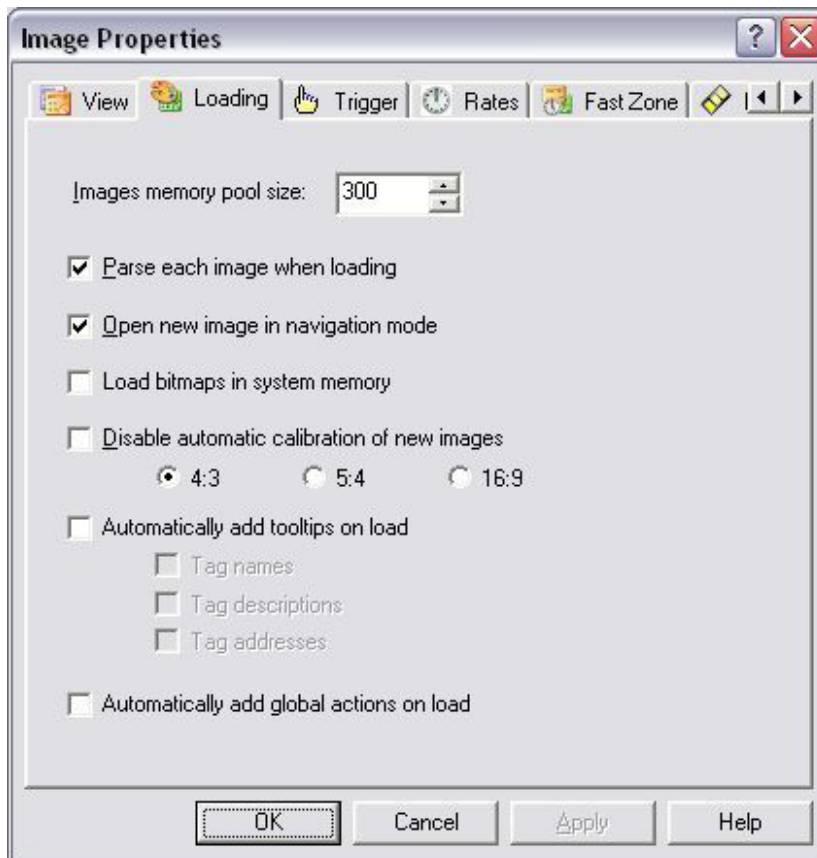 Image Properties
View Loading Trigger Rates Fast Zone
Images memory pool size: 300
Parse each image when loading
Open new image in navigation mode
Load bitmaps in system memory
Disable automatic calibration of new images
4:3 5:4 16:9
Automatically add tooltips on load
Tag names
Tag descriptions
Tag addresses
Automatically add global actions on load
OK Cancel Apply Help